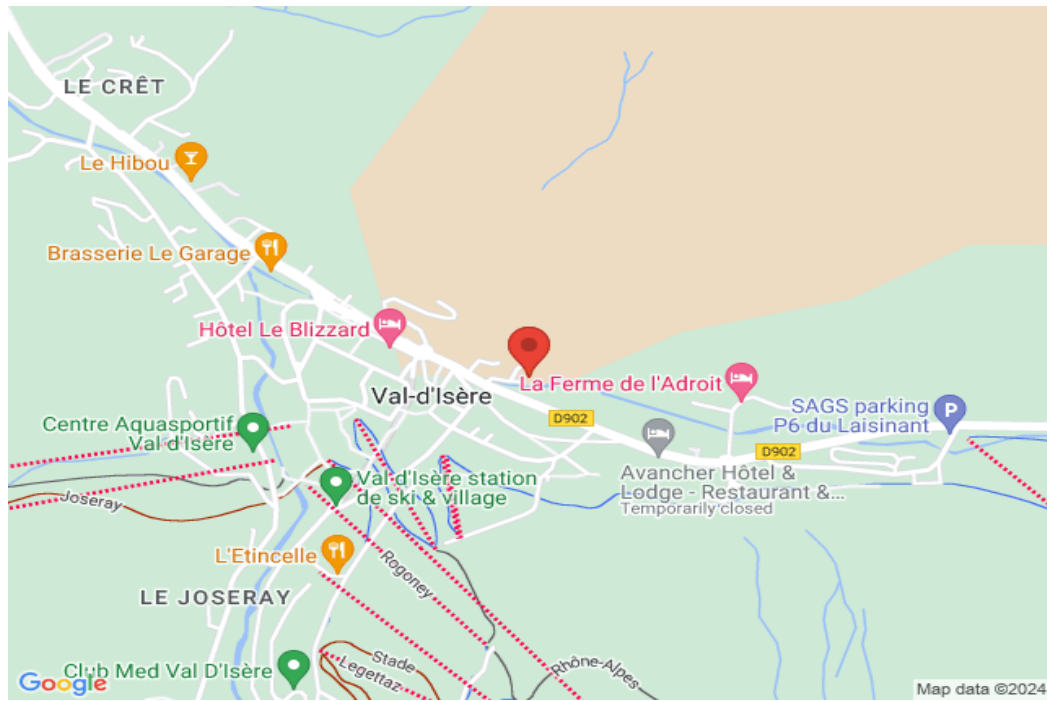 LE CRÊT
Le Hibou
Brasserie Le Garage
Hôtel Le Blizzard
Val-d'Isère
La Ferme de l'Adroit
D902
SAGS parking
P6 du Laisinant
P
D902
Centre Aquasportif
Val d'Isère
Avancher Hôtel &
Lodge - Restaurant &...
Temporarily closed
Val d'Isère station
de ski & village
Joseray
L'Etincelle
Rogoney
LE JOSERAY
Club Med Val D'Isère
Stade
Legettaz
Rhône-Alpes
Google
Map data ©2024